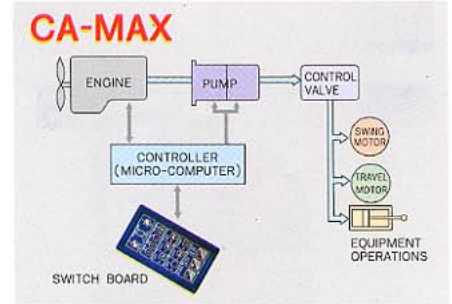 CA-MAX
ENGINE
PUMP
CONTROL
VALVE
SWING
MOTOR
CONTROLLER
(MICRO-COMPUTER)
TRAVEL
MOTOR
EQUIPMENT
OPERATIONS
SWITCH BOARD